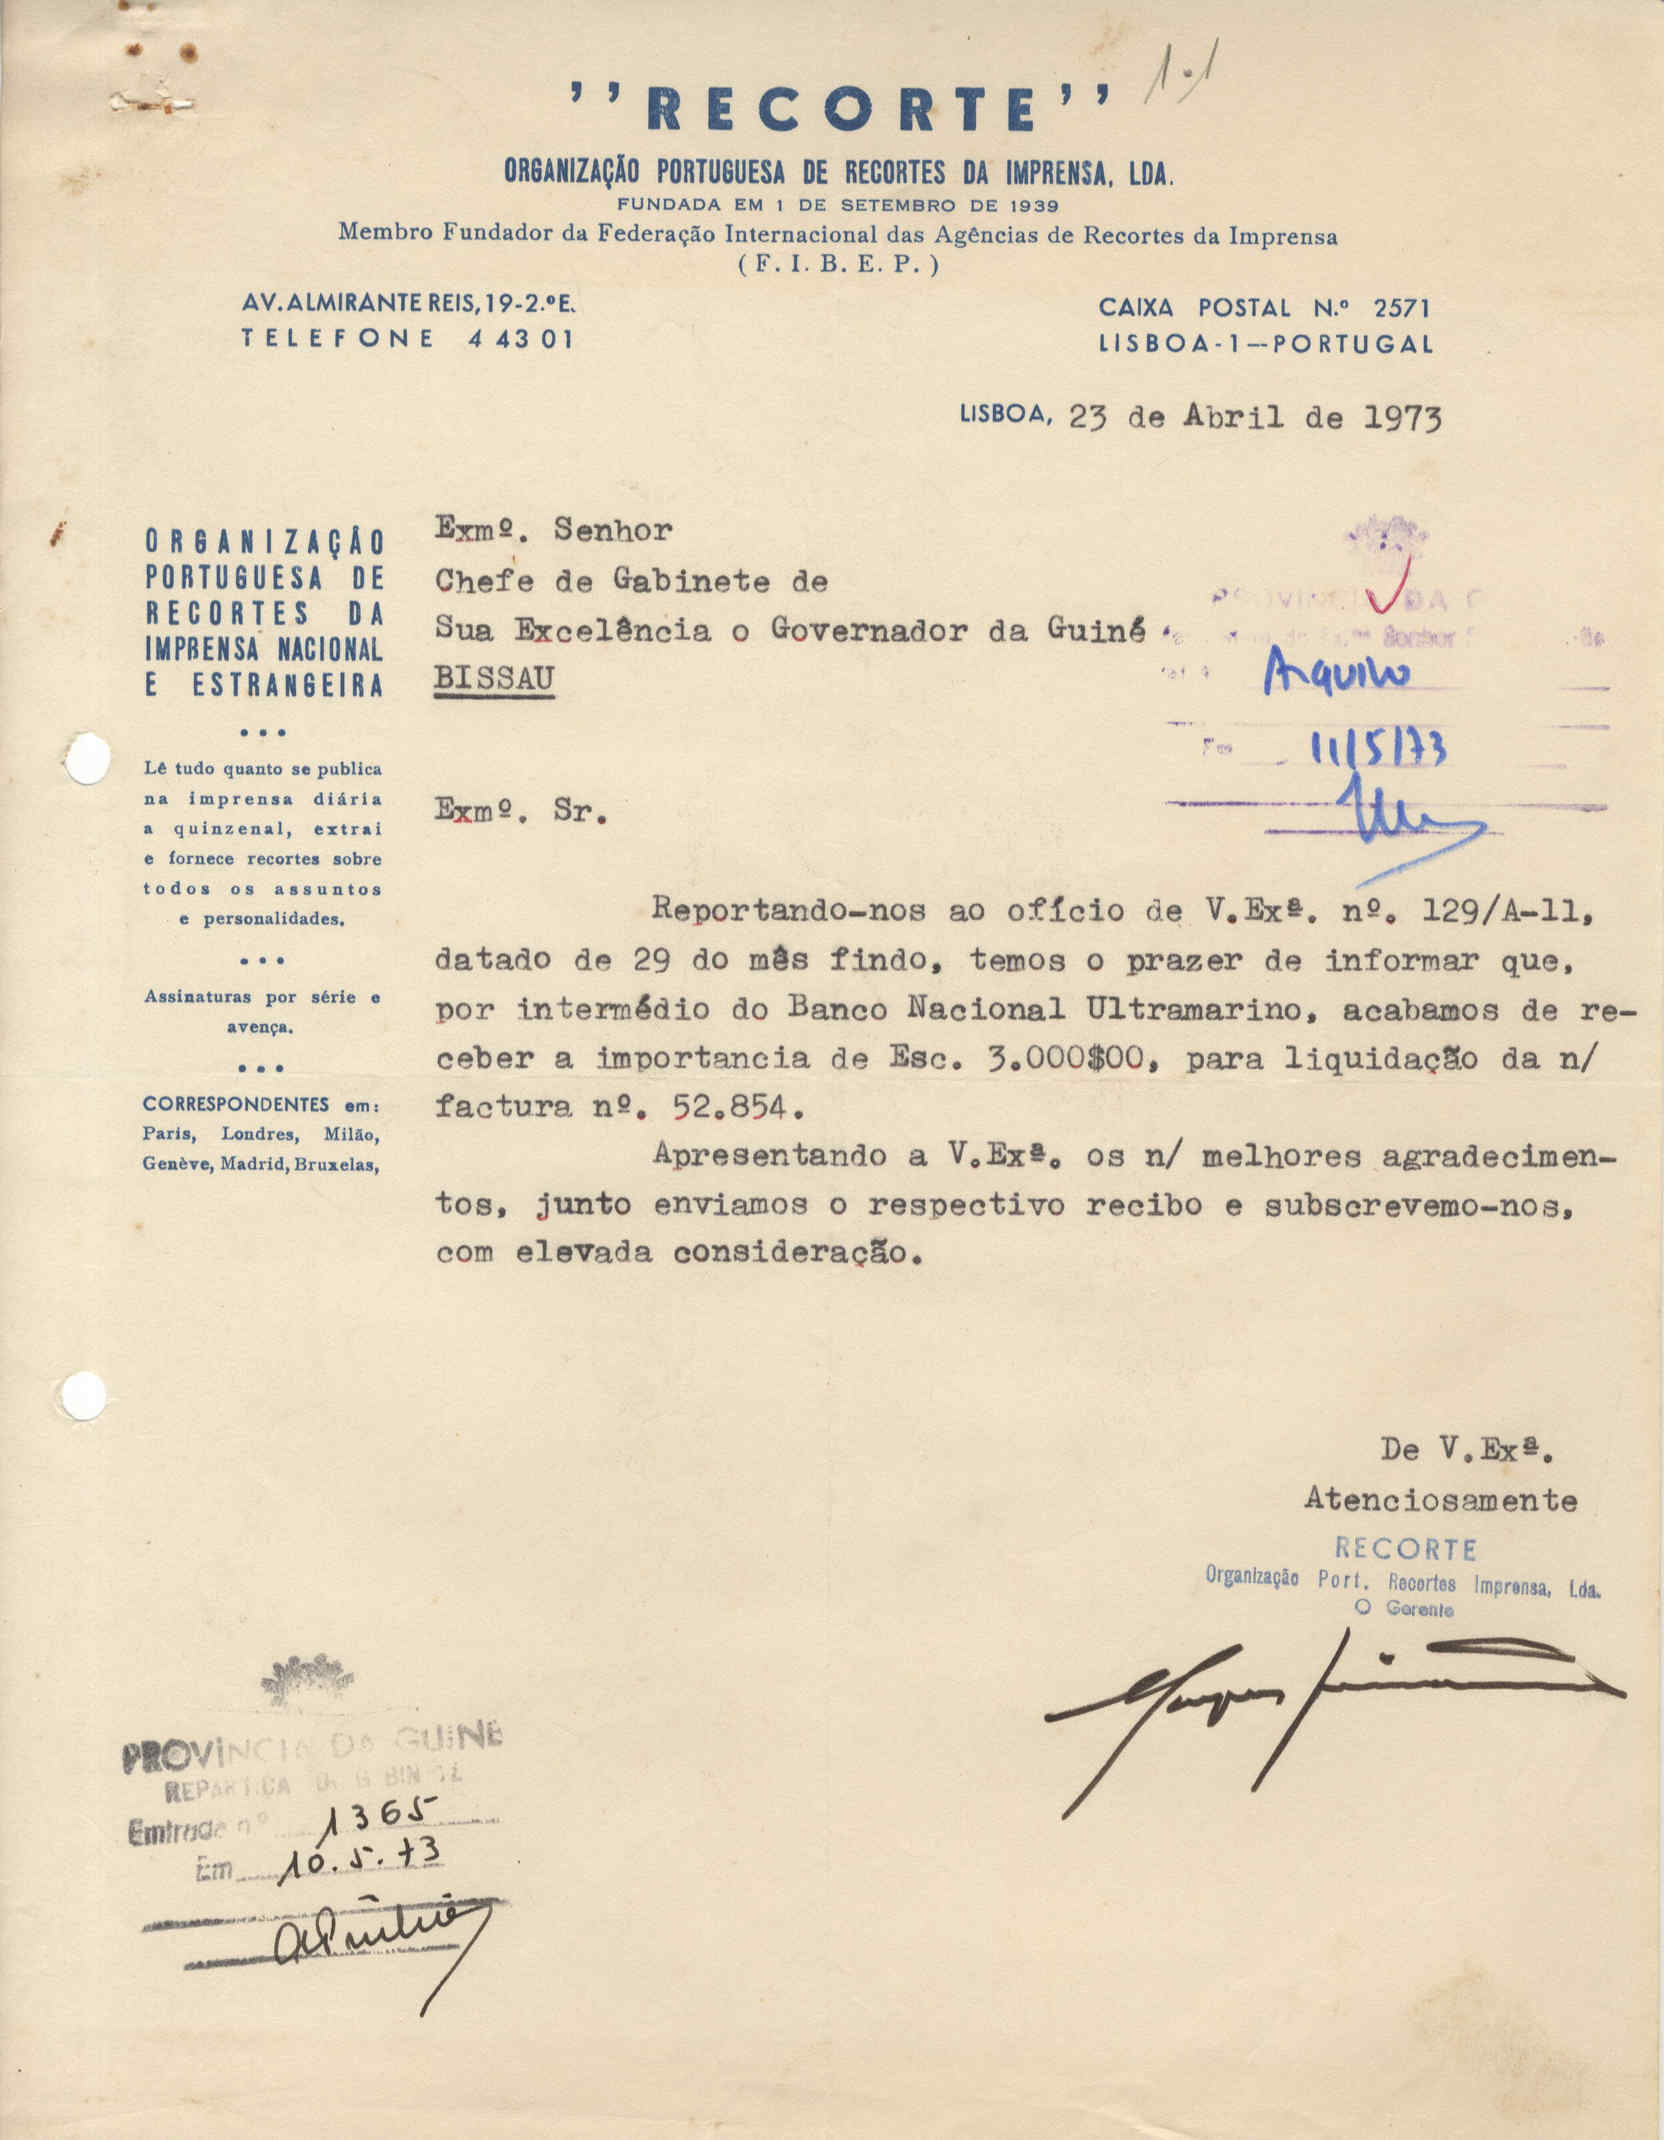 ''RECORTE''
ORGANIZAÇÃO PORTUGUESA DE RECORTES DA IMPRENSA, LDA.
FUNDADA EM 1 DE SETEMBRO DE 1939
Membro Fundador da Federação Internacional das Agências de Recortes da Imprensa
( F. I. B. E. P. )
AV. ALMIRANTE REIS, 19-2.º E.
TELEFONE 4 43 01
CAIXA POSTAL N.º 2571
LISBOA-1—PORTUGAL
LISBOA, 23 de Abril de 1973
ORGANIZAÇÃO
PORTUGUESA DE
RECORTES DA
IMPRENSA NACIONAL
E ESTRANGEIRA
• • •
Lê tudo quanto se publica
na imprensa diária
a quinzenal, extrai
e fornece recortes sobre
todos os assuntos
e personalidades.
• • •
Assinaturas por série e
avença.
• • •
CORRESPONDENTES em:
Paris, Londres, Milão,
Genève, Madrid, Bruxelas,
Exmº. Senhor
Chefe de Gabinete de
Sua Excelência o Governador da Guiné
BISSAU
PROVINCIA DA
Senhor
Arquivo
Em 11/5/73
Exmº. Sr.
Reportando-nos ao ofício de V.Exª. nº. 129/A-11,
datado de 29 do mês findo, temos o prazer de informar que,
por intermédio do Banco Nacional Ultramarino, acabamos de re-
ceber a importancia de Esc. 3.000$00, para liquidação da n/
factura nº. 52.854.
Apresentando a V.Exª. os n/ melhores agradecimen-
tos, junto enviamos o respectivo recibo e subscrevemo-nos,
com elevada consideração.
De V.Exª.
Atenciosamente
RECORTE
Organização Port. Recortes Imprensa, Lda.
O Gerente
PROVÍNCIA DA GUINÉ
Entrada nº 1365
Em 10.5.73